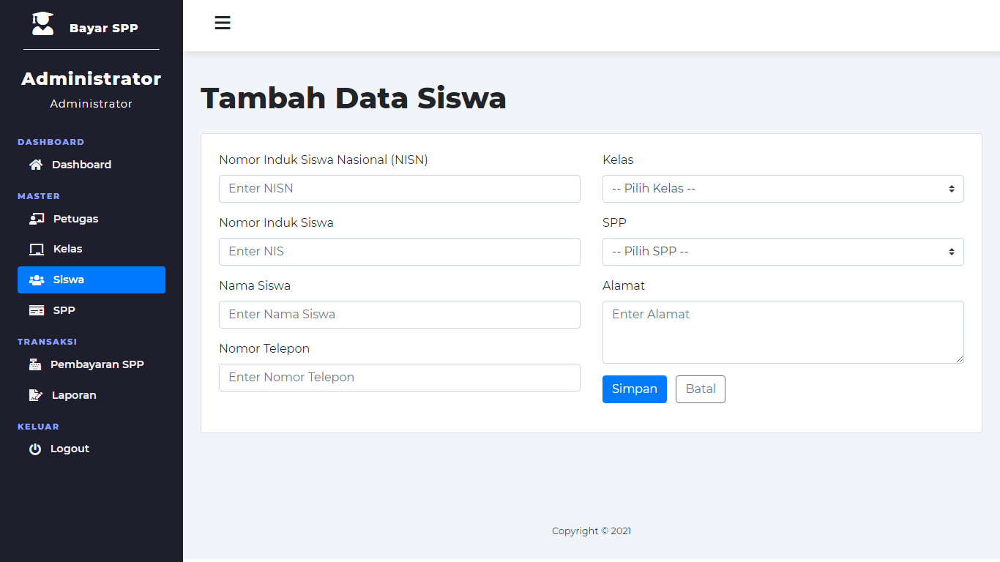 Bayar SPP
Administrator
Administrator
DASHBOARD
Dashboard
MASTER
Petugas
Kelas
Siswa
SPP
TRANSAKSI
Pembayaran SPP
Laporan
KELUAR
Logout
Tambah Data Siswa
Nomor Induk Siswa Nasional (NISN)
Enter NISN
Nomor Induk Siswa
Enter NIS
Nama Siswa
Enter Nama Siswa
Nomor Telepon
Enter Nomor Telepon
Kelas
-- Pilih Kelas --
SPP
-- Pilih SPP --
Alamat
Enter Alamat
Simpan Batal
Copyright © 2021